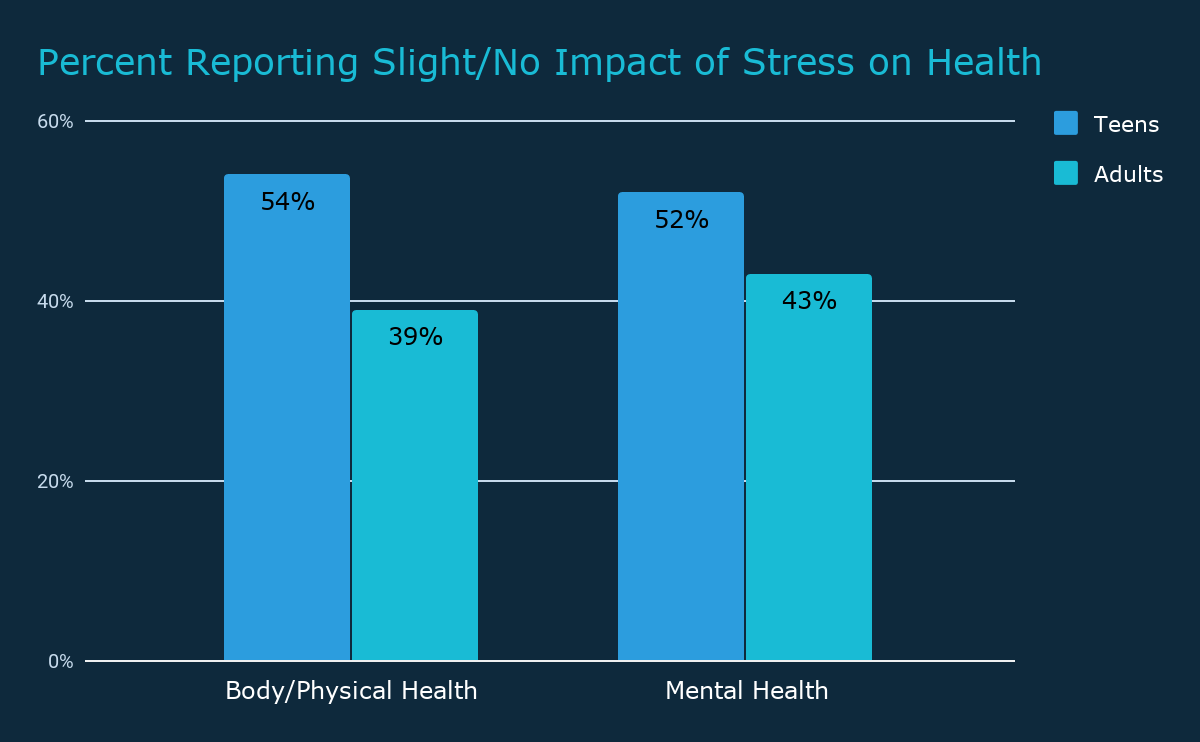 Percent Reporting Slight/No Impact of Stress on Health
60%
40%
20%
0%
54%
39%
52%
43%
Body/Physical Health
Mental Health
Teens
Adults